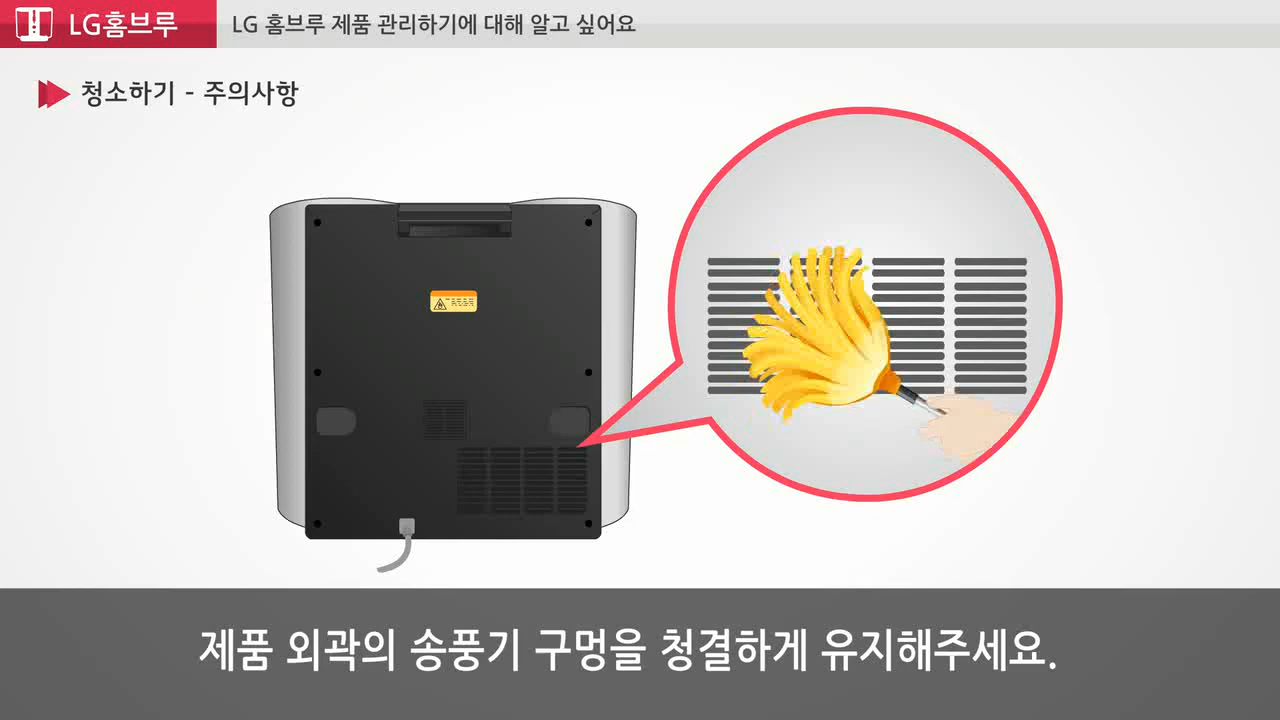 LG홈브루
LG 홈브루 제품 관리하기에 대해 알고 싶어요
청소하기 - 주의사항
제품 외곽의 송풍기 구멍을 청결하게 유지해주세요.